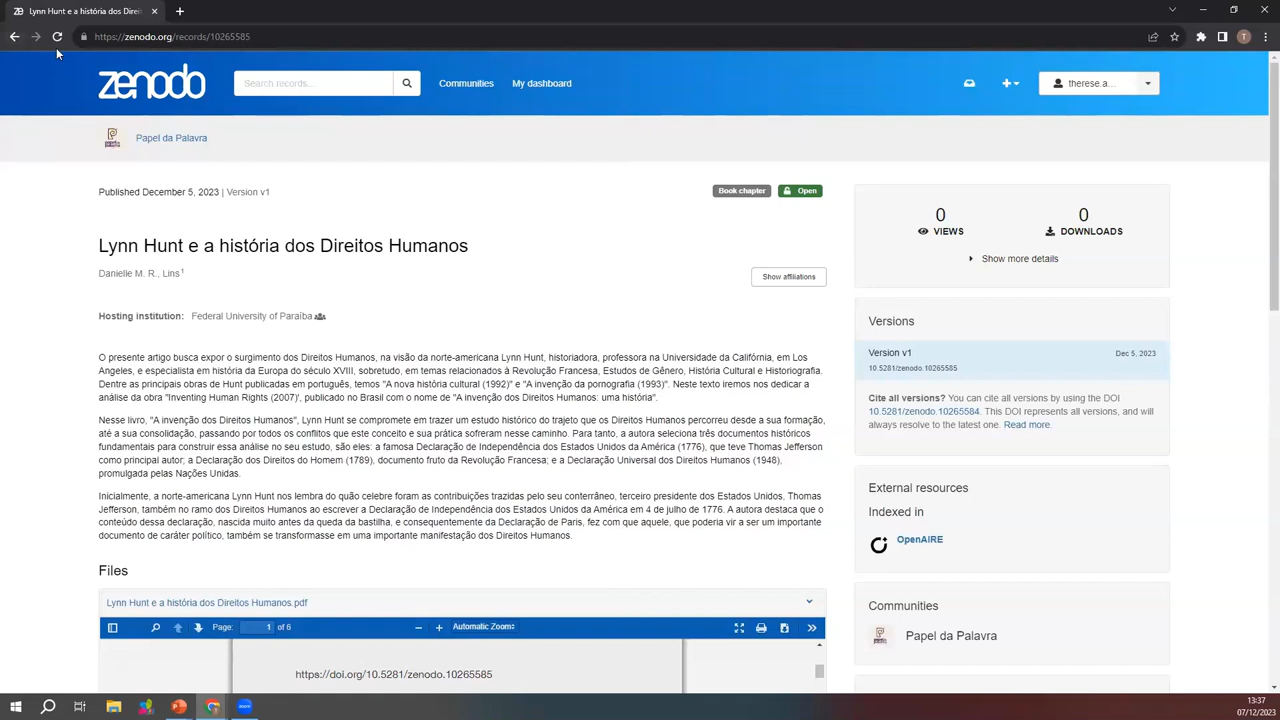 Lynn Hunt e a história dos Direi
https://zenodo.org/records/10265585
zenodo
Search records...
Communities
My dashboard
therese.a...
Papel da Palavra
Published December 5, 2023 | Version v1
Book chapter
Open
Lynn Hunt e a história dos Direitos Humanos
Danielle M. R., Lins1
Show affiliations
Hosting institution: Federal University of Paraíba
O presente artigo busca expor o surgimento dos Direitos Humanos, na visão da norte-americana Lynn Hunt, historiadora, professora na Universidade da Califórnia, em Los
Angeles, e especialista em história da Europa do século XVIII, sobretudo, em temas relacionados à Revolução Francesa, Estudos de Gênero, História Cultural e Historiografia.
Dentre as principais obras de Hunt publicadas em português, temos "A nova história cultural (1992)" e "A invenção da pornografia (1993)". Neste texto iremos nos dedicar a
análise da obra "Inventing Human Rights (2007)', publicado no Brasil com o nome de "A invenção dos Direitos Humanos: uma história".
Nesse livro, "A invenção dos Direitos Humanos", Lynn Hunt se compromete em trazer um estudo histórico do trajeto que os Direitos Humanos percorreu desde a sua formação,
até a sua consolidação, passando por todos os conflitos que este conceito e sua prática sofreram nesse caminho. Para tanto, a autora seleciona três documentos históricos
fundamentais para construir essa análise no seu estudo, são eles: a famosa Declaração de Independência dos Estados Unidos da América (1776), que teve Thomas Jefferson
como principal autor; a Declaração dos Direitos do Homem (1789), documento fruto da Revolução Francesa; e a Declaração Universal dos Direitos Humanos (1948),
promulgada pelas Nações Unidas.
Inicialmente, a norte-americana Lynn Hunt nos lembra do quão celebre foram as contribuições trazidas pelo seu conterrâneo, terceiro presidente dos Estados Unidos, Thomas
Jefferson, também no ramo dos Direitos Humanos ao escrever a Declaração de Independência dos Estados Unidos da América em 4 de julho de 1776. A autora destaca que o
conteúdo dessa declaração, nascida muito antes da queda da bastilha, e consequentemente da Declaração de Paris, fez com que aquele, que poderia vir a ser um importante
documento de caráter político, também se transformasse em uma importante manifestação dos Direitos Humanos.
Files
Lynn Hunt e a história dos Direitos Humanos.pdf
Page: 1 of 6
Automatic Zoom
https://doi.org/10.5281/zenodo.10265585
0
VIEWS
0
DOWNLOADS
Show more details
Versions
Version v1
Dec 5, 2023
10.5281/zenodo.10265585
Cite all versions? You can cite all versions by using the DOI
10.5281/zenodo.10265584. This DOI represents all versions, and will
always resolve to the latest one. Read more.
External resources
Indexed in
OpenAIRE
Communities
Papel da Palavra
T
13:37
07/12/2023